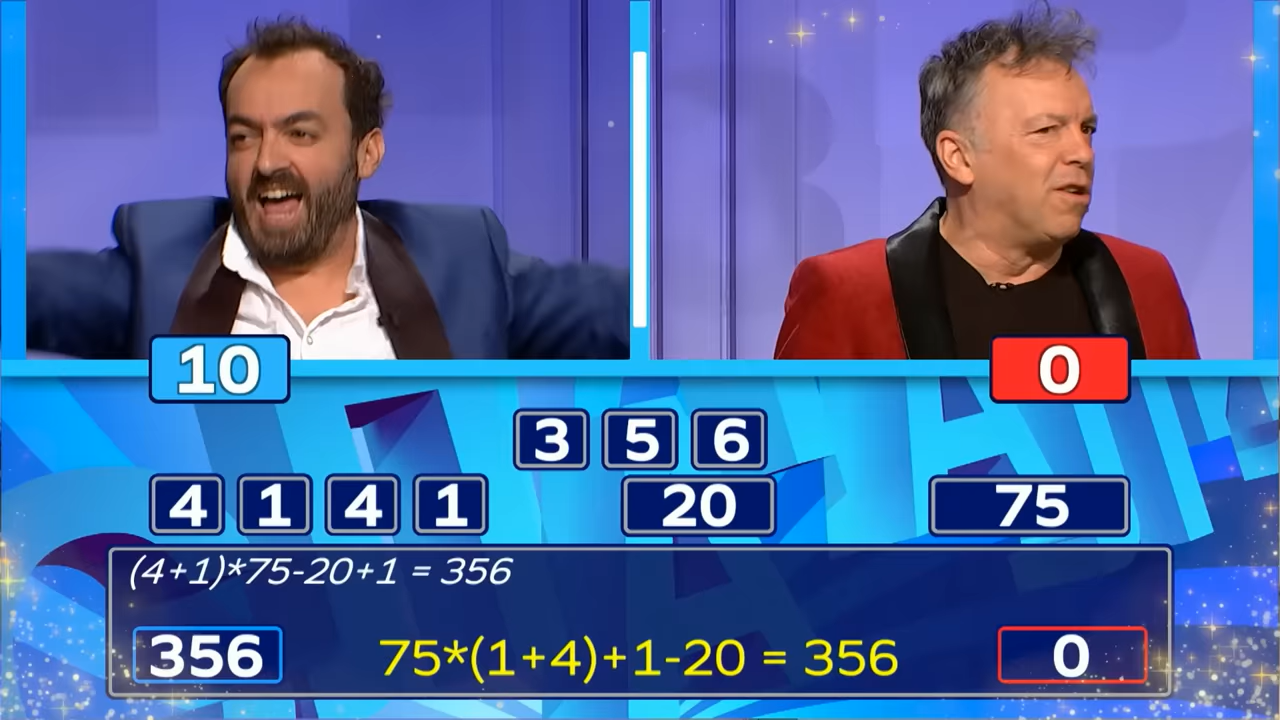 10 0
3 5 6
4 1 4 1 20 75
(4+1)*75-20+1 = 356
356 75*(1+4)+1-20 = 356 0